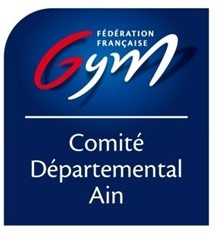 FÉDÉRATION
FRANÇAISE
Gym
Comité
Départemental
Ain